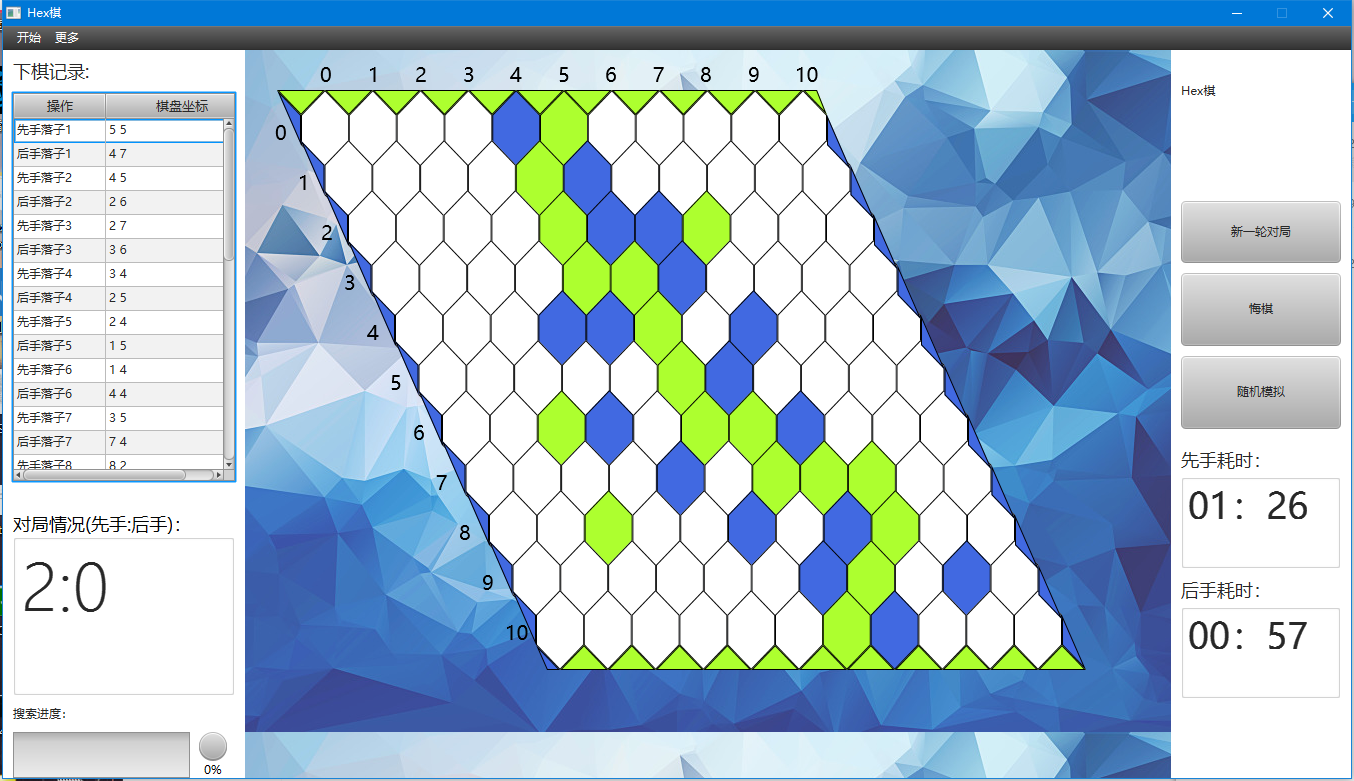 Hex棋
开始 更多
下棋记录:
操作 棋盘坐标
先手落子1 5 5
后手落子1 4 7
先手落子2 4 5
后手落子2 2 6
先手落子3 2 7
后手落子3 3 6
先手落子4 3 4
后手落子4 2 5
先手落子5 2 4
后手落子5 1 5
先手落子6 1 4
后手落子6 4 4
先手落子7 3 5
后手落子7 7 4
先手落子8 8 2
对局情况(先手:后手):
2:0
搜索进度:
0%
0 1 2 3 4 5 6 7 8 9 10
0
1
2
3
4
5
6
7
8
9
10
Hex棋
新一轮对局
悔棋
随机模拟
先手耗时:
01: 26
后手耗时:
00: 57